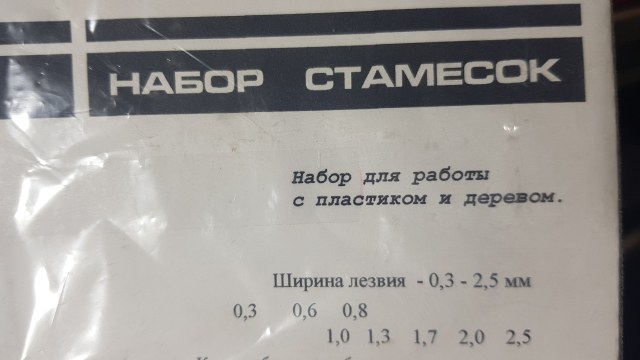 НАБОР СТАМЕСОК
Набор для работы
с пластиком и деревом.
Ширина лезвия - 0,3 - 2,5 мм
0,3 0,6 0,8
1,0 1,3 1,7 2,0 2,5